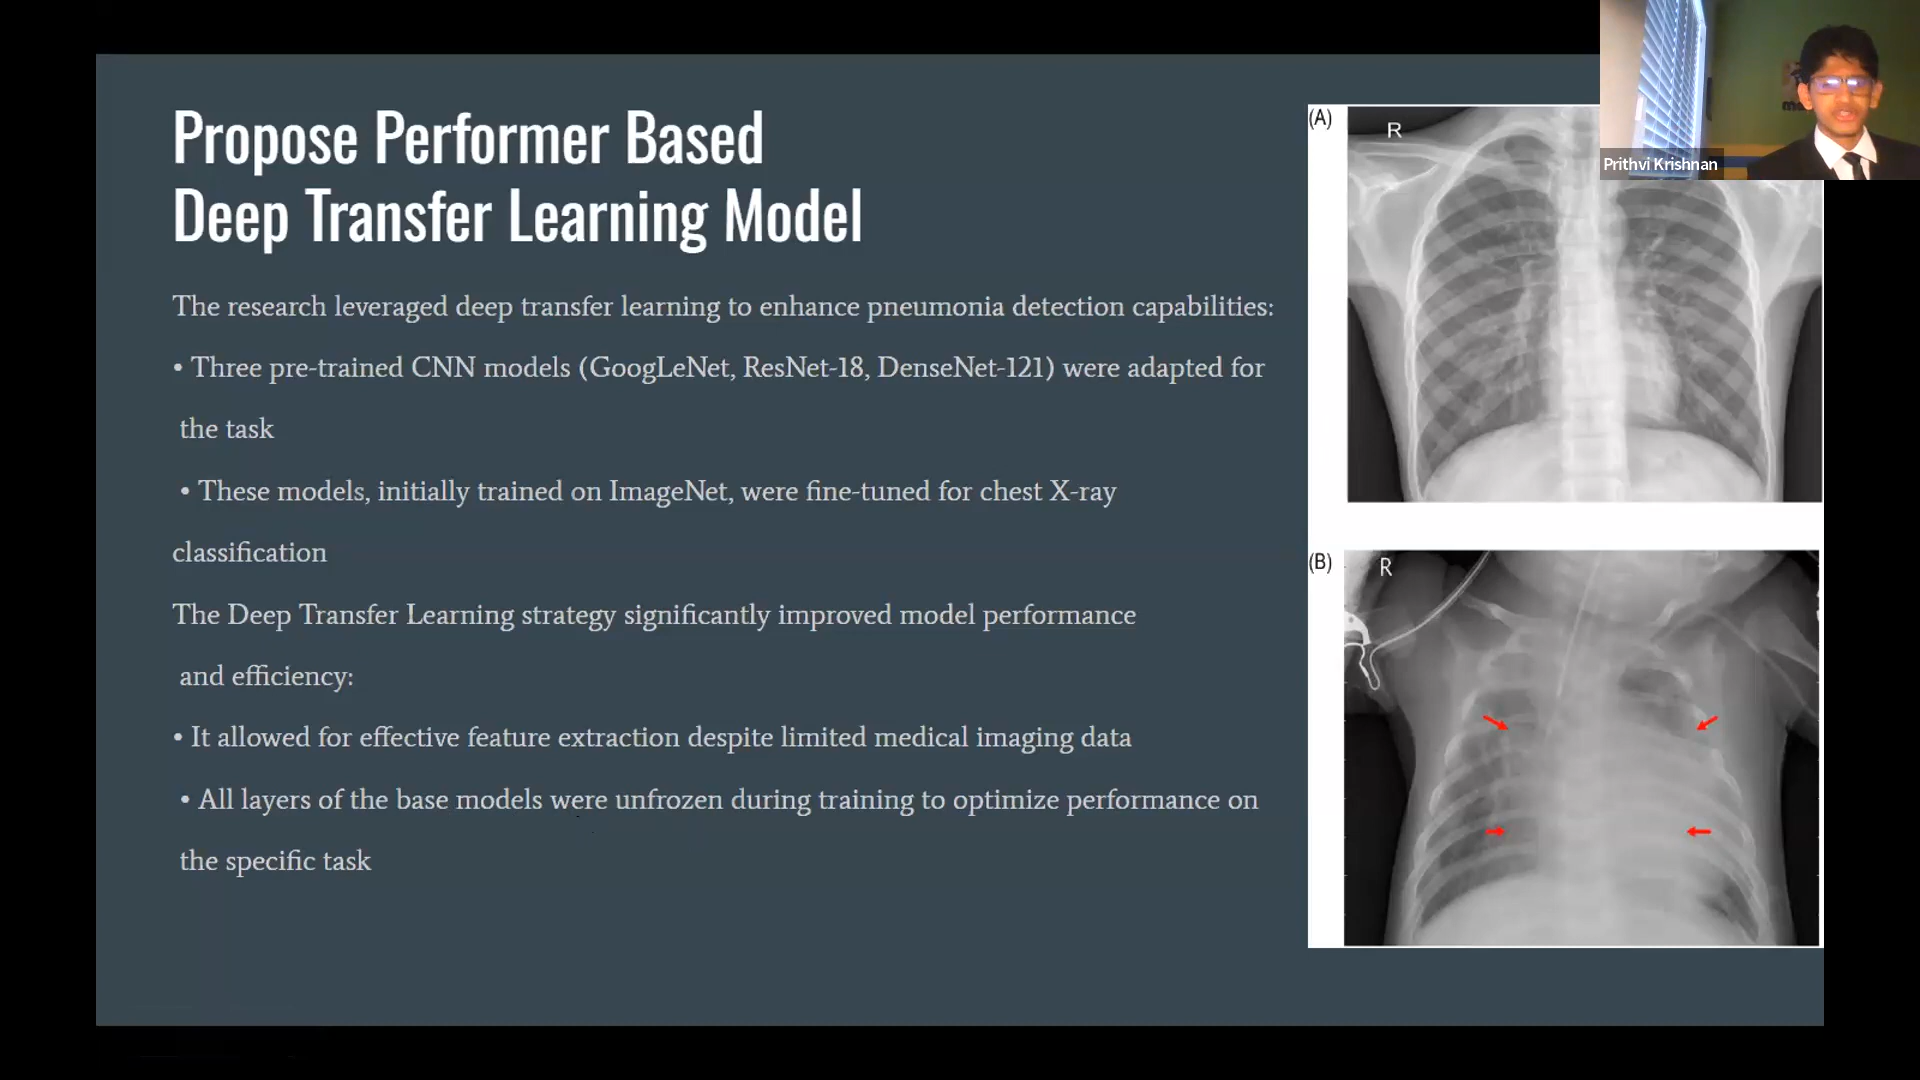 Propose Performer Based
Deep Transfer Learning Model
The research leveraged deep transfer learning to enhance pneumonia detection capabilities:
• Three pre-trained CNN models (GoogLeNet, ResNet-18, DenseNet-121) were adapted for
the task
• These models, initially trained on ImageNet, were fine-tuned for chest X-ray
classification
The Deep Transfer Learning strategy significantly improved model performance
and efficiency:
• It allowed for effective feature extraction despite limited medical imaging data
• All layers of the base models were unfrozen during training to optimize performance on
the specific task
(A)
R
(B)
R
Prithvi Krishnan